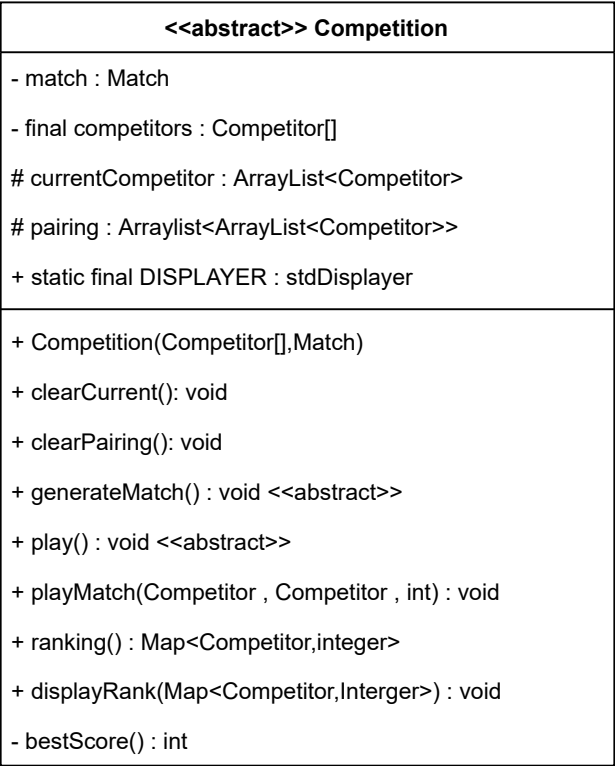 <<abstract>> Competition
- match : Match
- final competitors : Competitor[]
# currentCompetitor : ArrayList<Competitor>
# pairing : Arraylist<ArrayList<Competitor>>
+ static final DISPLAYER : stdDisplayer
+ Competition(Competitor[],Match)
+ clearCurrent(): void
+ clearPairing(): void
+ generateMatch() : void <<abstract>>
+ play() : void <<abstract>>
+ playMatch(Competitor , Competitor , int) : void
+ ranking() : Map<Competitor,integer>
+ displayRank(Map<Competitor,Interger>) : void
- bestScore() : int